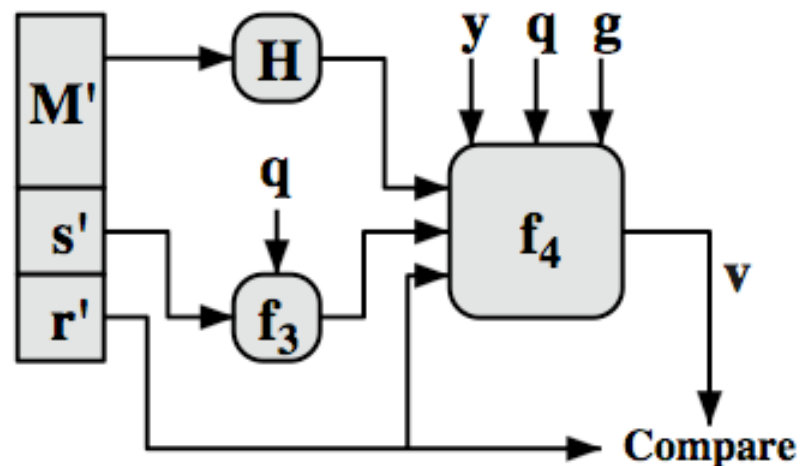 y q g
M' H
q
s' f₄
r' f₃ v
Compare